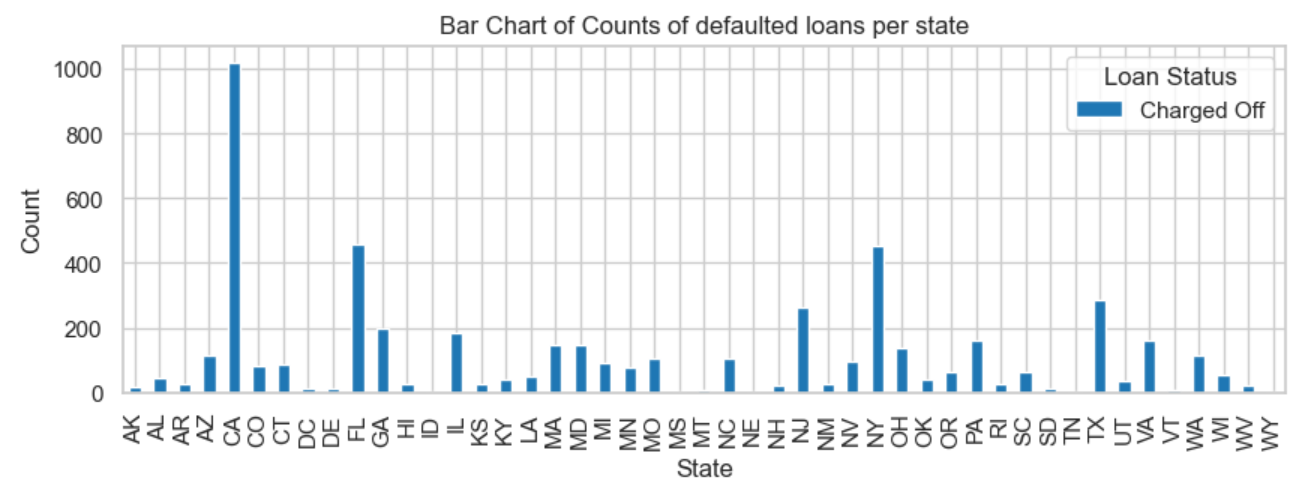 Bar Chart of Counts of defaulted loans per state
Loan Status
Charged Off
1000
800
600
400
200
0
Count
AK AL AR AZ CA CO CT DC DE FL GA HI ID IL KS KY LA MA MD MI MN MO MS MT NC NE NH NJ NM NV NY OH OK OR PA RI SC SD TN TX UT VA VT WA WI WV WY
State